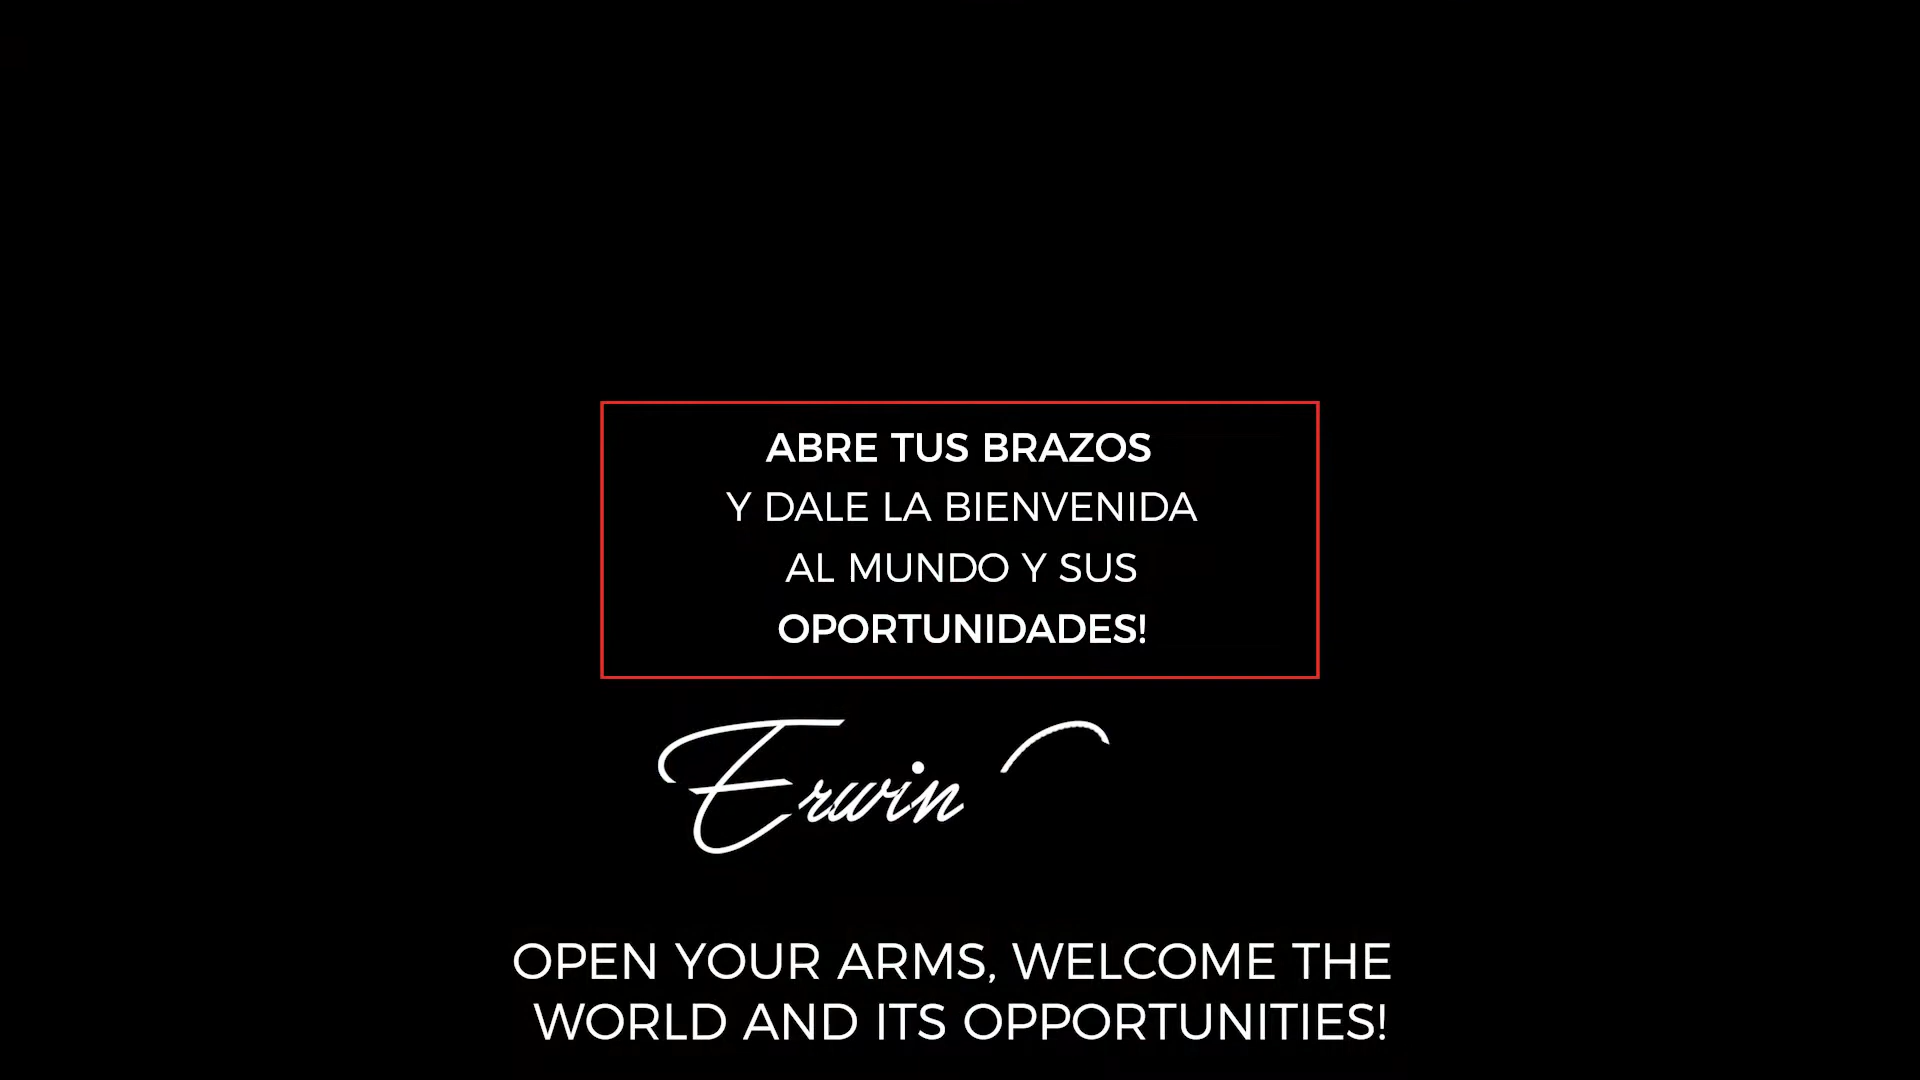 ABRE TUS BRAZOS
Y DALE LA BIENVENIDA
AL MUNDO Y SUS
OPORTUNIDADES!
Erwin
OPEN YOUR ARMS, WELCOME THE
WORLD AND ITS OPPORTUNITIES!